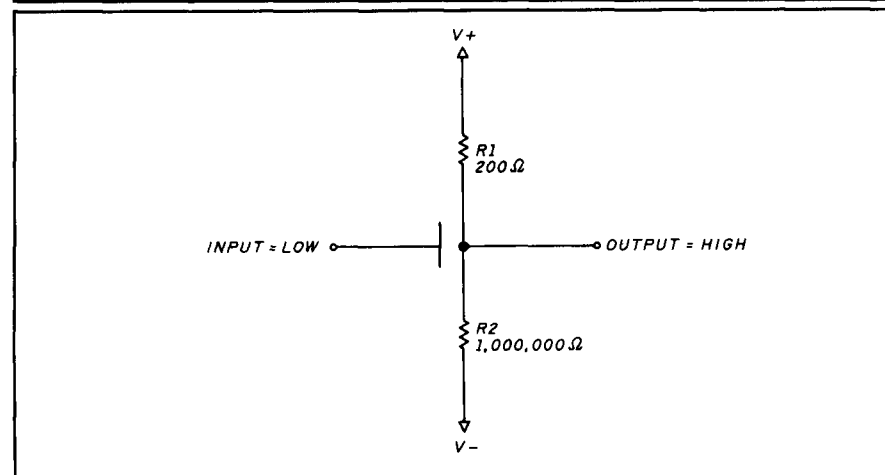 V+
R1
200Ω
INPUT = LOW
OUTPUT = HIGH
R2
1,000,000Ω
V-